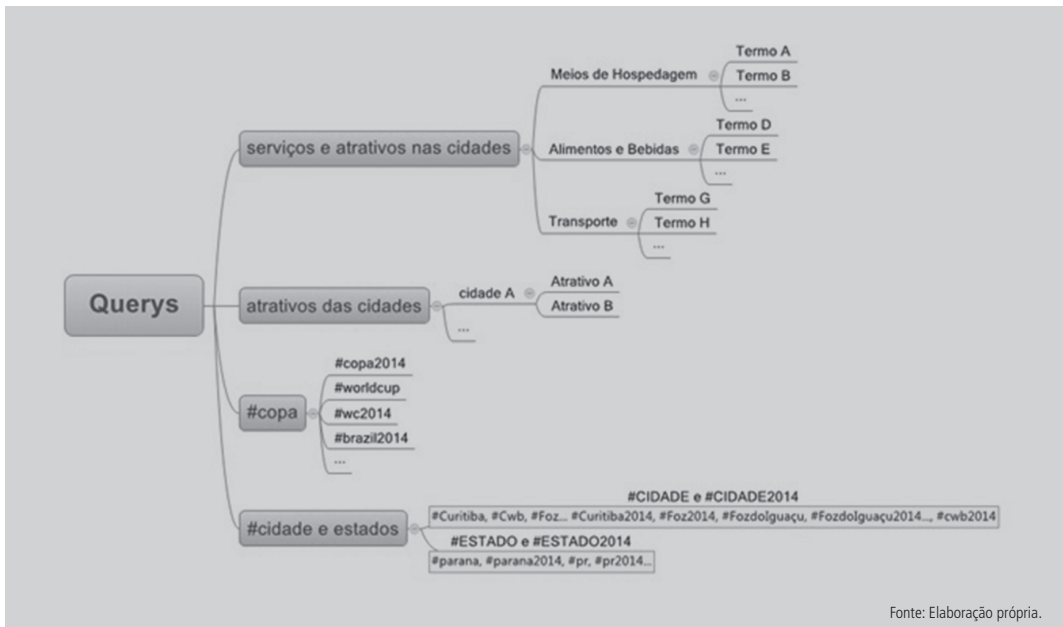 Querys
serviços e atrativos nas cidades
Meios de Hospedagem
Termo A
Termo B
...
Alimentos e Bebidas
Termo D
Termo E
...
Transporte
Termo G
Termo H
...
atrativos das cidades
cidade A
Atrativo A
Atrativo B
...
#copa
#copa2014
#worldcup
#wc2014
#brazil2014
...
#cidade e estados
#CIDADE e #CIDADE2014
#Curitiba, #Cwb, #Foz... #Curitiba2014, #Foz2014, #FozdoIguaçu, #FozdoIguaçu2014..., #cwb2014
#ESTADO e #ESTADO2014
#parana, #parana2014, #pr, #pr2014...
Fonte: Elaboração própria.